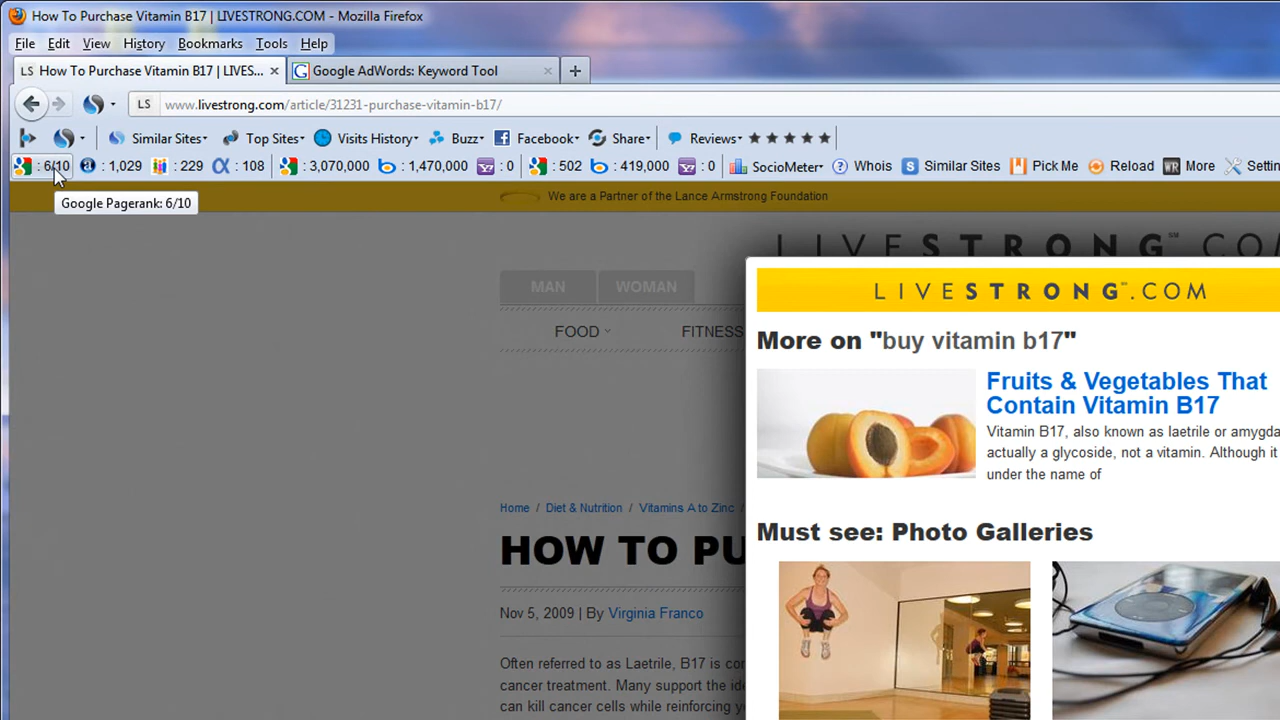 How To Purchase Vitamin B17 | LIVESTRONG.COM - Mozilla Firefox
File Edit View History Bookmarks Tools Help
LS How To Purchase Vitamin B17 | LIVES... Google AdWords: Keyword Tool
LS www.livestrong.com/article/31231-purchase-vitamin-b17/
Similar Sites Top Sites Visits History Buzz Facebook Share Reviews
: 6/10 : 1,029 : 229 : 108 : 3,070,000 : 1,470,000 : 0 : 502 : 419,000 : 0 SocioMeter Whois Similar Sites Pick Me Reload WR More Settin
Google Pagerank: 6/10
We are a Partner of the Lance Armstrong Foundation
LIVESTRONG℠.COM
MAN WOMAN
FOOD FITNESS
Home / Diet & Nutrition / Vitamins A to Zinc /
HOW TO PU
Nov 5, 2009 | By Virginia Franco
Often referred to as Laetrile, B17 is co
cancer treatment. Many support the ide
can kill cancer cells while reinforcing y
LIVESTRONG.COM
More on "buy vitamin b17"
Fruits & Vegetables That
Contain Vitamin B17
Vitamin B17, also known as laetrile or amygda
actually a glycoside, not a vitamin. Although it
under the name of
Must see: Photo Galleries